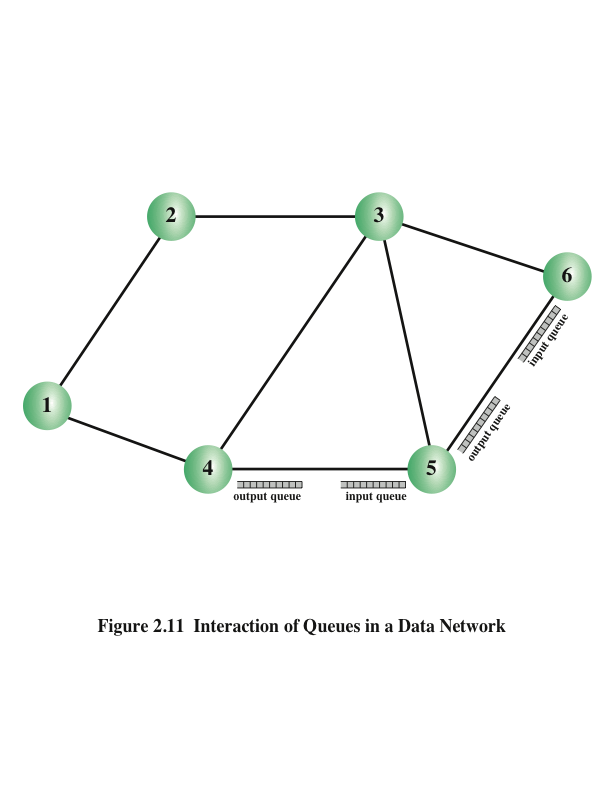 2
3
6
input queue
1
output queue
4
5
output queue
input queue
Figure 2.11 Interaction of Queues in a Data Network